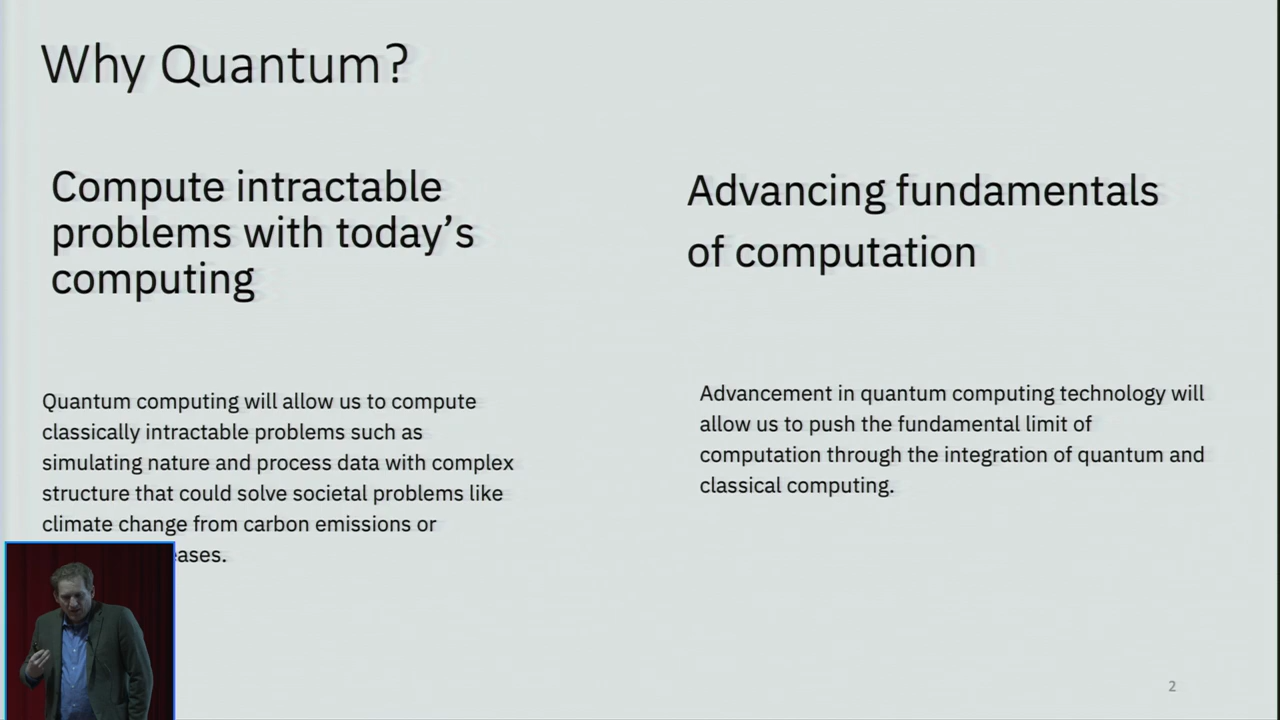 Why Quantum?
Compute intractable
problems with today's
computing
Quantum computing will allow us to compute
classically intractable problems such as
simulating nature and process data with complex
structure that could solve societal problems like
climate change from carbon emissions or
eases.
Advancing fundamentals
of computation
Advancement in quantum computing technology will
allow us to push the fundamental limit of
computation through the integration of quantum and
classical computing.
2